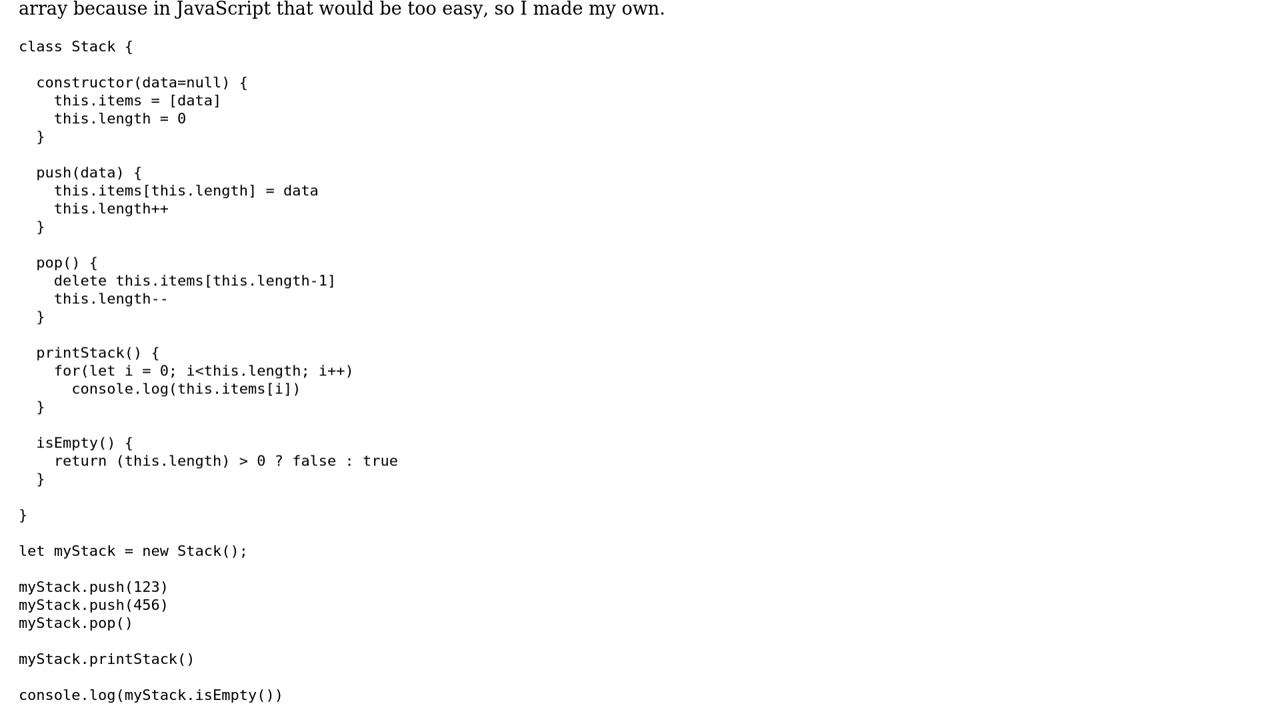 array because in JavaScript that would be too easy, so I made my own.
class Stack {
  constructor(data=null) {
    this.items = [data]
    this.length = 0
  }
  push(data) {
    this.items[this.length] = data
    this.length++
  }
  pop() {
    delete this.items[this.length-1]
    this.length--
  }
  printStack() {
    for(let i = 0; i<this.length; i++)
      console.log(this.items[i])
  }
  isEmpty() {
    return (this.length) > 0 ? false : true
  }
}
let myStack = new Stack();
myStack.push(123)
myStack.push(456)
myStack.pop()
myStack.printStack()
console.log(myStack.isEmpty())